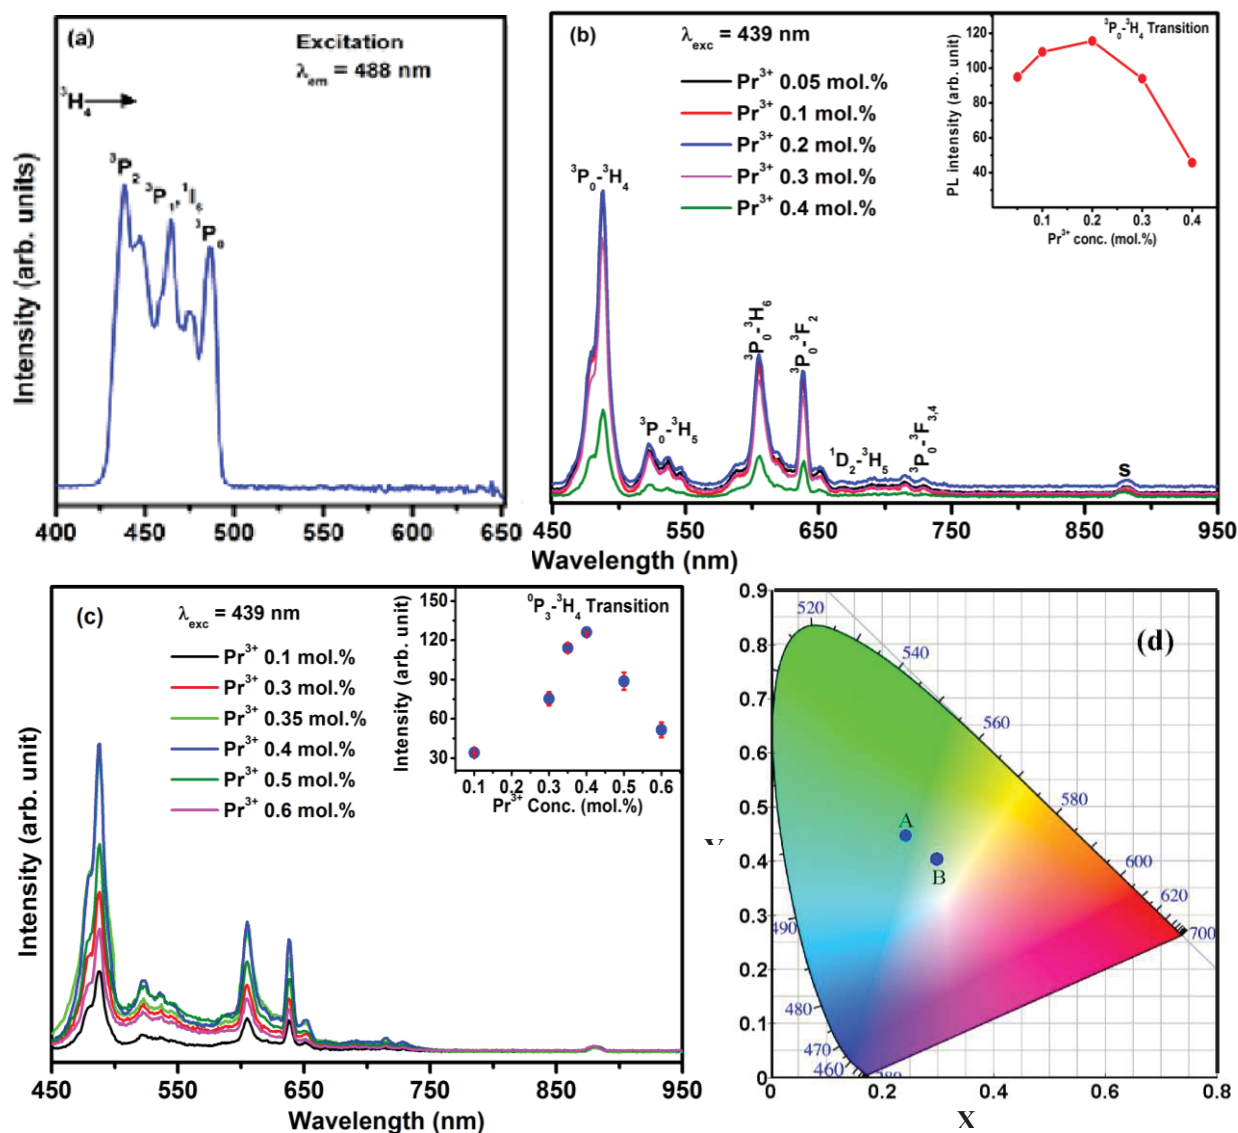 (a)
Excitation
λem = 488 nm
³H₄
³P₂
³P₁, ¹I₆
³P₀
Intensity (arb. units)
400 450 500 550 600 650
(b)
λexc = 439 nm
Pr³⁺ 0.05 mol.%
Pr³⁺ 0.1 mol.%
Pr³⁺ 0.2 mol.%
Pr³⁺ 0.3 mol.%
Pr³⁺ 0.4 mol.%
³P₀-³H₄ Transition
PL intensity (arb. unit)
120
100
80
60
40
0.1 0.2 0.3 0.4
Pr³⁺ conc. (mol.%)
³P₀-³H₄
³P₀-³H₅
³P₀-³H₆
³P₀-³F₂
¹D₂-³H₅
³P₀-³F₃,₄
s
450 550 650 750 850 950
Wavelength (nm)
(c)
λexc = 439 nm
Pr³⁺ 0.1 mol.%
Pr³⁺ 0.3 mol.%
Pr³⁺ 0.35 mol.%
Pr³⁺ 0.4 mol.%
Pr³⁺ 0.5 mol.%
Pr³⁺ 0.6 mol.%
⁰P₃-³H₄ Transition
Intensity (arb. unit)
150
120
90
60
30
0.1 0.3 0.4 0.5 0.6
Pr³⁺ Conc. (mol.%)
Intensity (arb. unit)
450 550 650 750 850 950
Wavelength (nm)
(d)
0.9
0.8
0.7
0.6
0.5
0.4
0.3
0.2
0.1
0
0 0.2 0.4 0.6 0.8
X
520
540
560
580
600
620
700
490
480
470
460
A
B